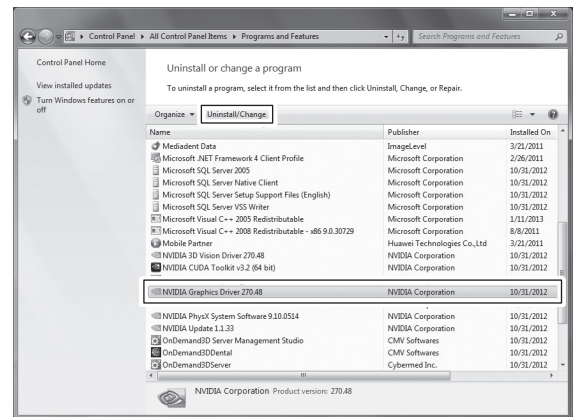 Control Panel ▸ All Control Panel Items ▸ Programs and Features
Search Programs and Features
Control Panel Home
View installed updates
Turn Windows features on or off
Uninstall or change a program
To uninstall a program, select it from the list and then click Uninstall, Change, or Repair.
Organize Uninstall/Change
Name Publisher Installed On
Mediadent Data ImageLevel 3/21/2011
Microsoft .NET Framework 4 Client Profile Microsoft Corporation 2/26/2011
Microsoft SQL Server 2005 Microsoft Corporation 10/31/2012
Microsoft SQL Server Native Client Microsoft Corporation 10/31/2012
Microsoft SQL Server Setup Support Files (English) Microsoft Corporation 10/31/2012
Microsoft SQL Server VSS Writer Microsoft Corporation 10/31/2012
Microsoft Visual C++ 2005 Redistributable Microsoft Corporation 1/11/2013
Microsoft Visual C++ 2008 Redistributable - x86 9.0.30729 Microsoft Corporation 8/8/2011
Mobile Partner Huawei Technologies Co.,Ltd 3/21/2011
NVIDIA 3D Vision Driver 270.48 NVIDIA Corporation 10/31/2012
NVIDIA CUDA Toolkit v3.2 (64 bit) NVIDIA Corporation 10/31/2012
NVIDIA Graphics Driver 270.48 NVIDIA Corporation 10/31/2012
NVIDIA PhysX System Software 9.10.0514 NVIDIA Corporation 10/31/2012
NVIDIA Update 1.1.33 NVIDIA Corporation 10/31/2012
OnDemand3D Server Management Studio CMV Softwares 10/31/2012
OnDemand3DDental CMV Softwares 10/31/2012
OnDemand3DServer Cybermed Inc. 10/31/2012
NVIDIA Corporation Product version: 270.48